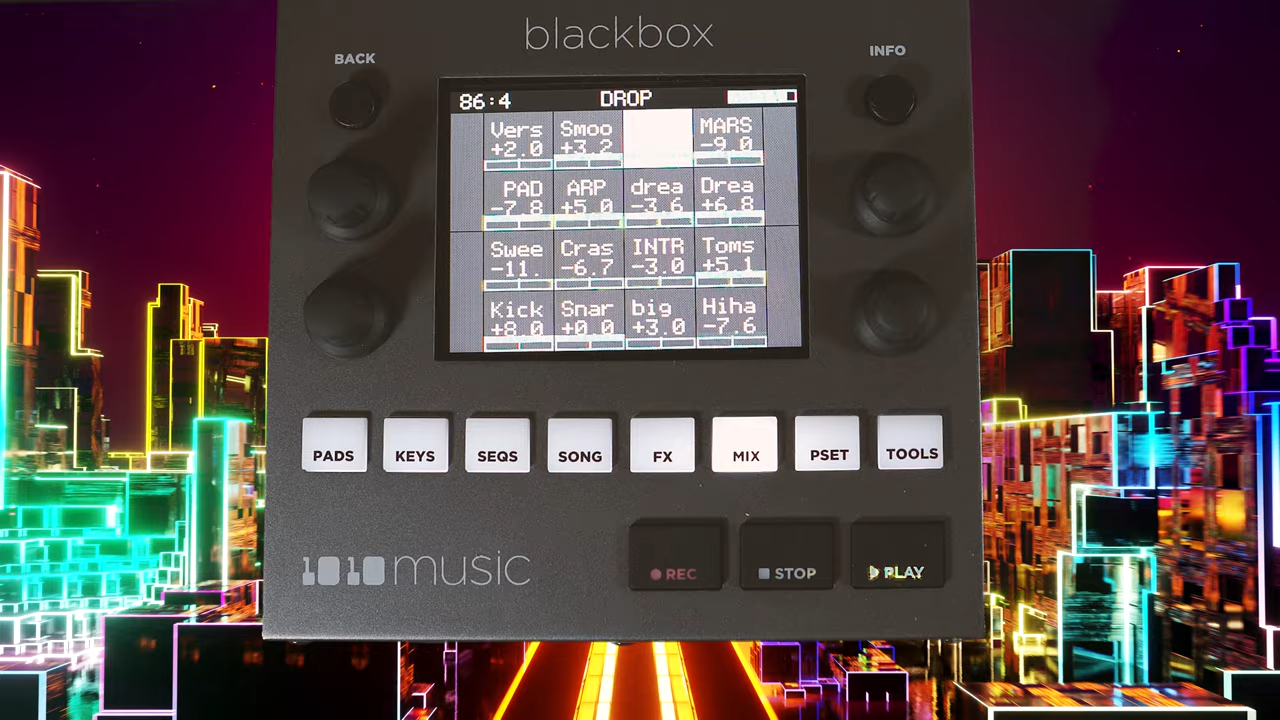 blackbox
BACK
INFO
86:4 DROP
Vers Smoo MARS
+2.0 +3.2 -9.0
PAD ARP drea Drea
-7.8 +5.0 -3.6 +6.8
Swee Cras INTR Toms
-11. -6.7 -3.0 +5.1
Kick Snar big Hiha
+8.0 +0.0 +3.0 -7.6
PADS KEYS SEQS SONG FX MIX PSET TOOLS
1010music
REC STOP PLAY